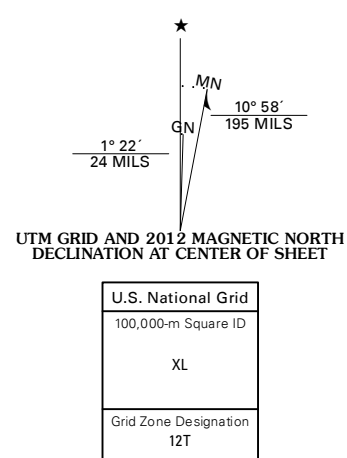 ★
MN
GN
10° 58´
195 MILS
1° 22´
24 MILS
UTM GRID AND 2012 MAGNETIC NORTH
DECLINATION AT CENTER OF SHEET
U.S. National Grid
100,000-m Square ID
XL
Grid Zone Designation
12T